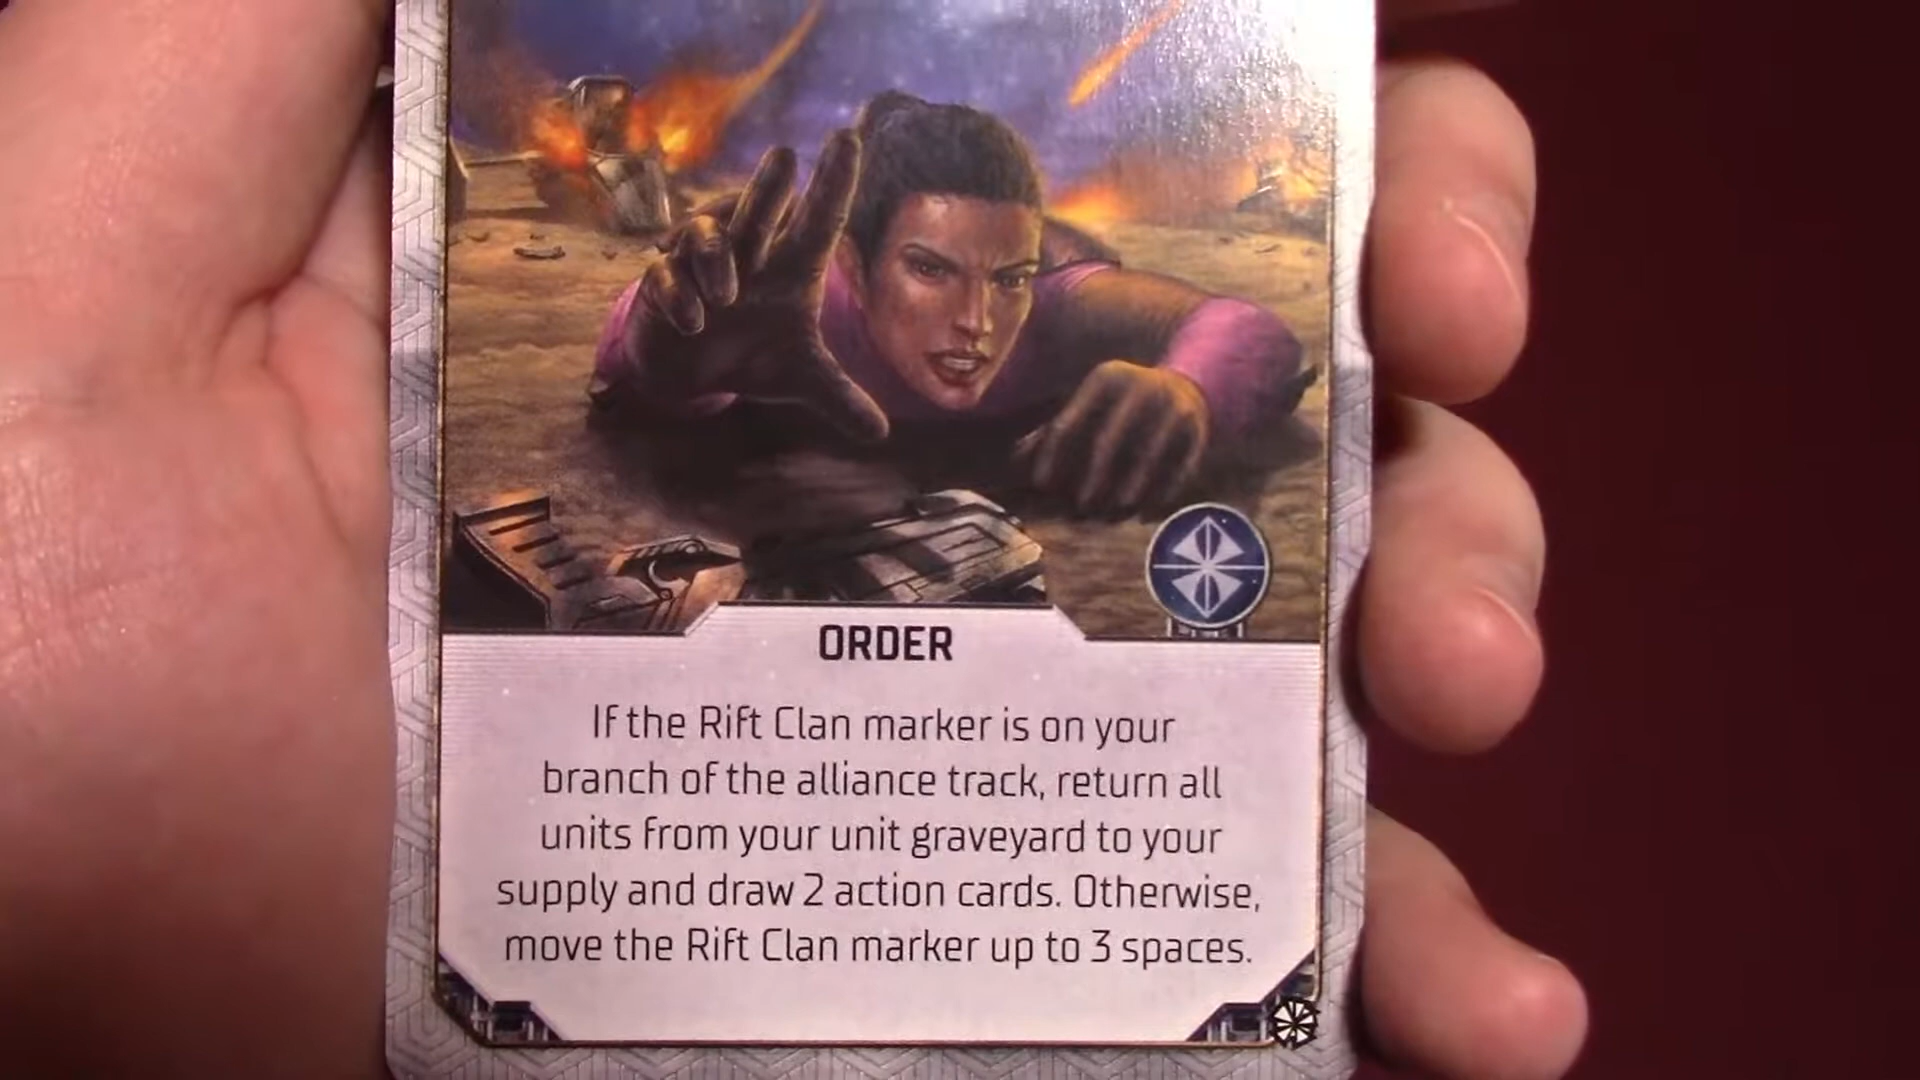 ORDER
If the Rift Clan marker is on your
branch of the alliance track, return all
units from your unit graveyard to your
supply and draw 2 action cards. Otherwise,
move the Rift Clan marker up to 3 spaces.